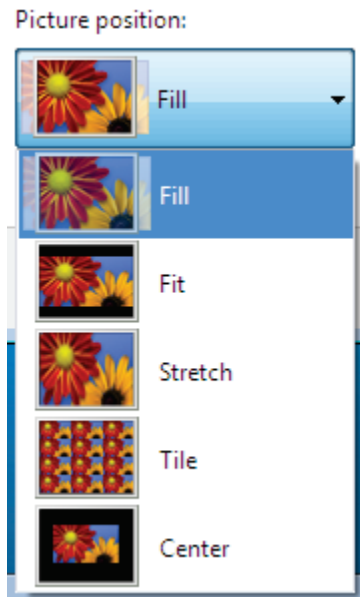 Picture position:
Fill
Fill
Fit
Stretch
Tile
Center